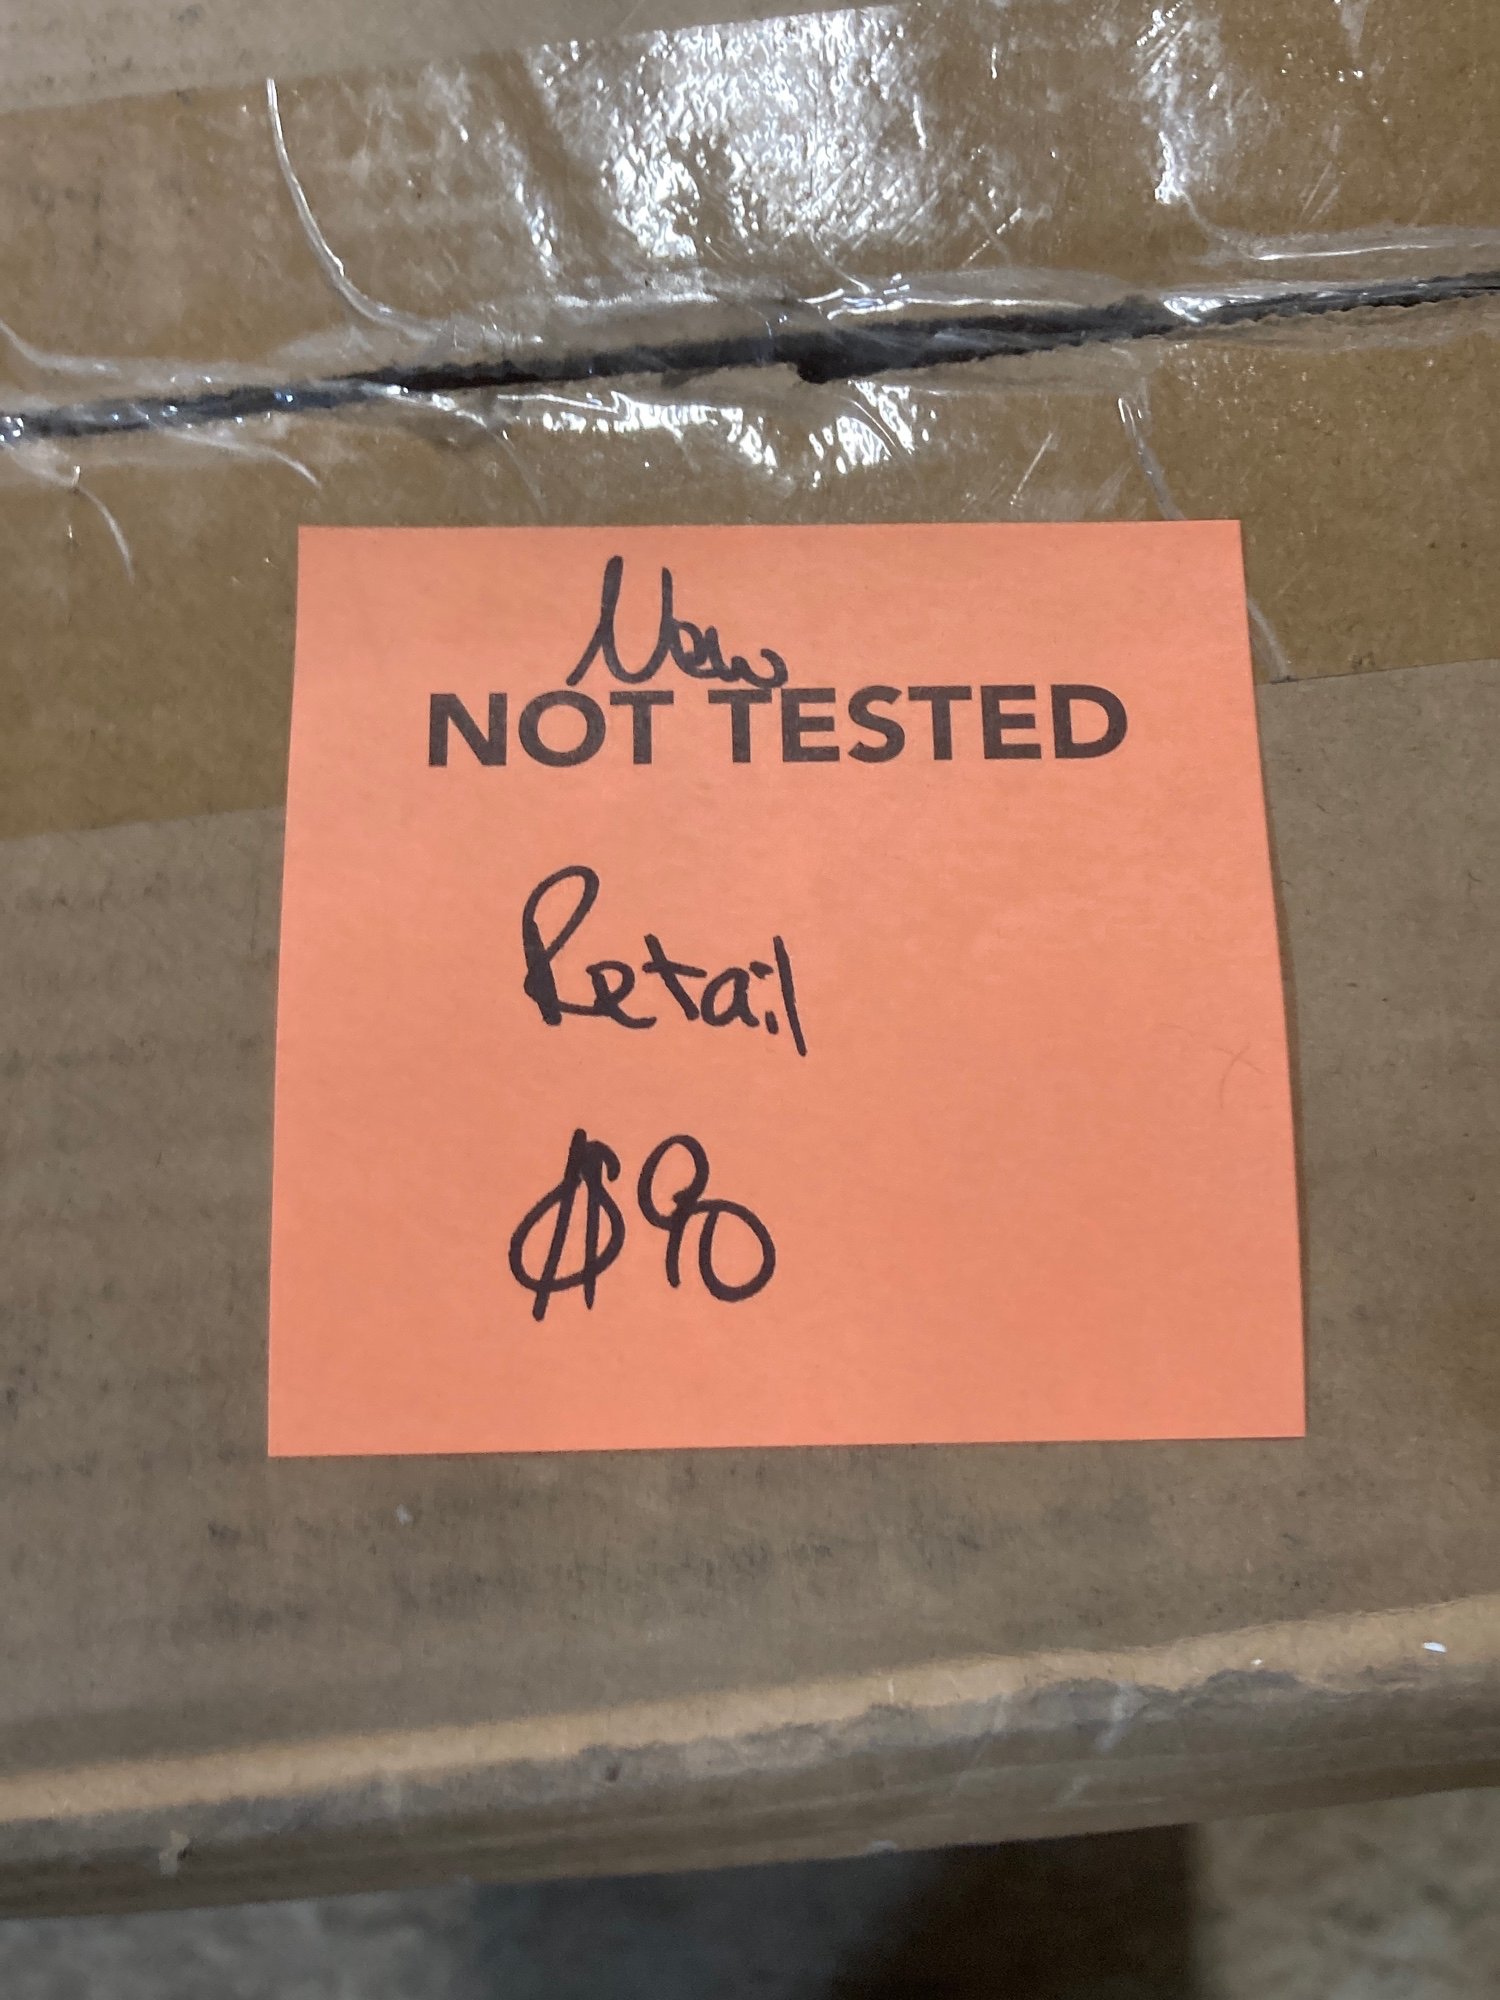 New
NOT TESTED
Retail
$90